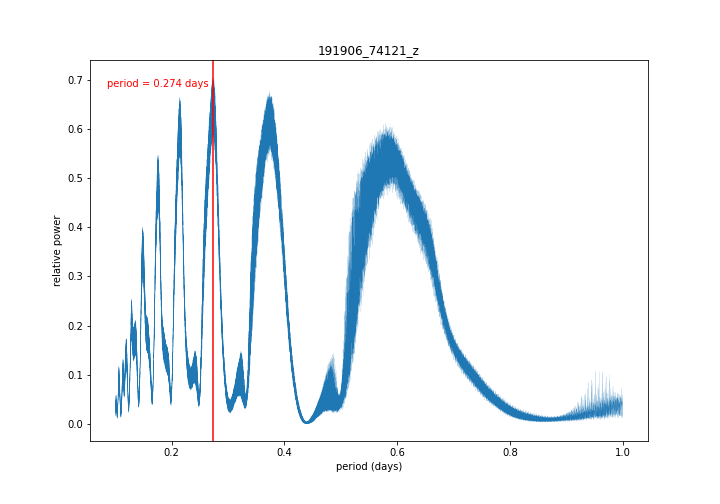 191906_74121_z
period = 0.274 days
relative power
0.7
0.6
0.5
0.4
0.3
0.2
0.1
0.0
0.2 0.4 0.6 0.8 1.0
period (days)